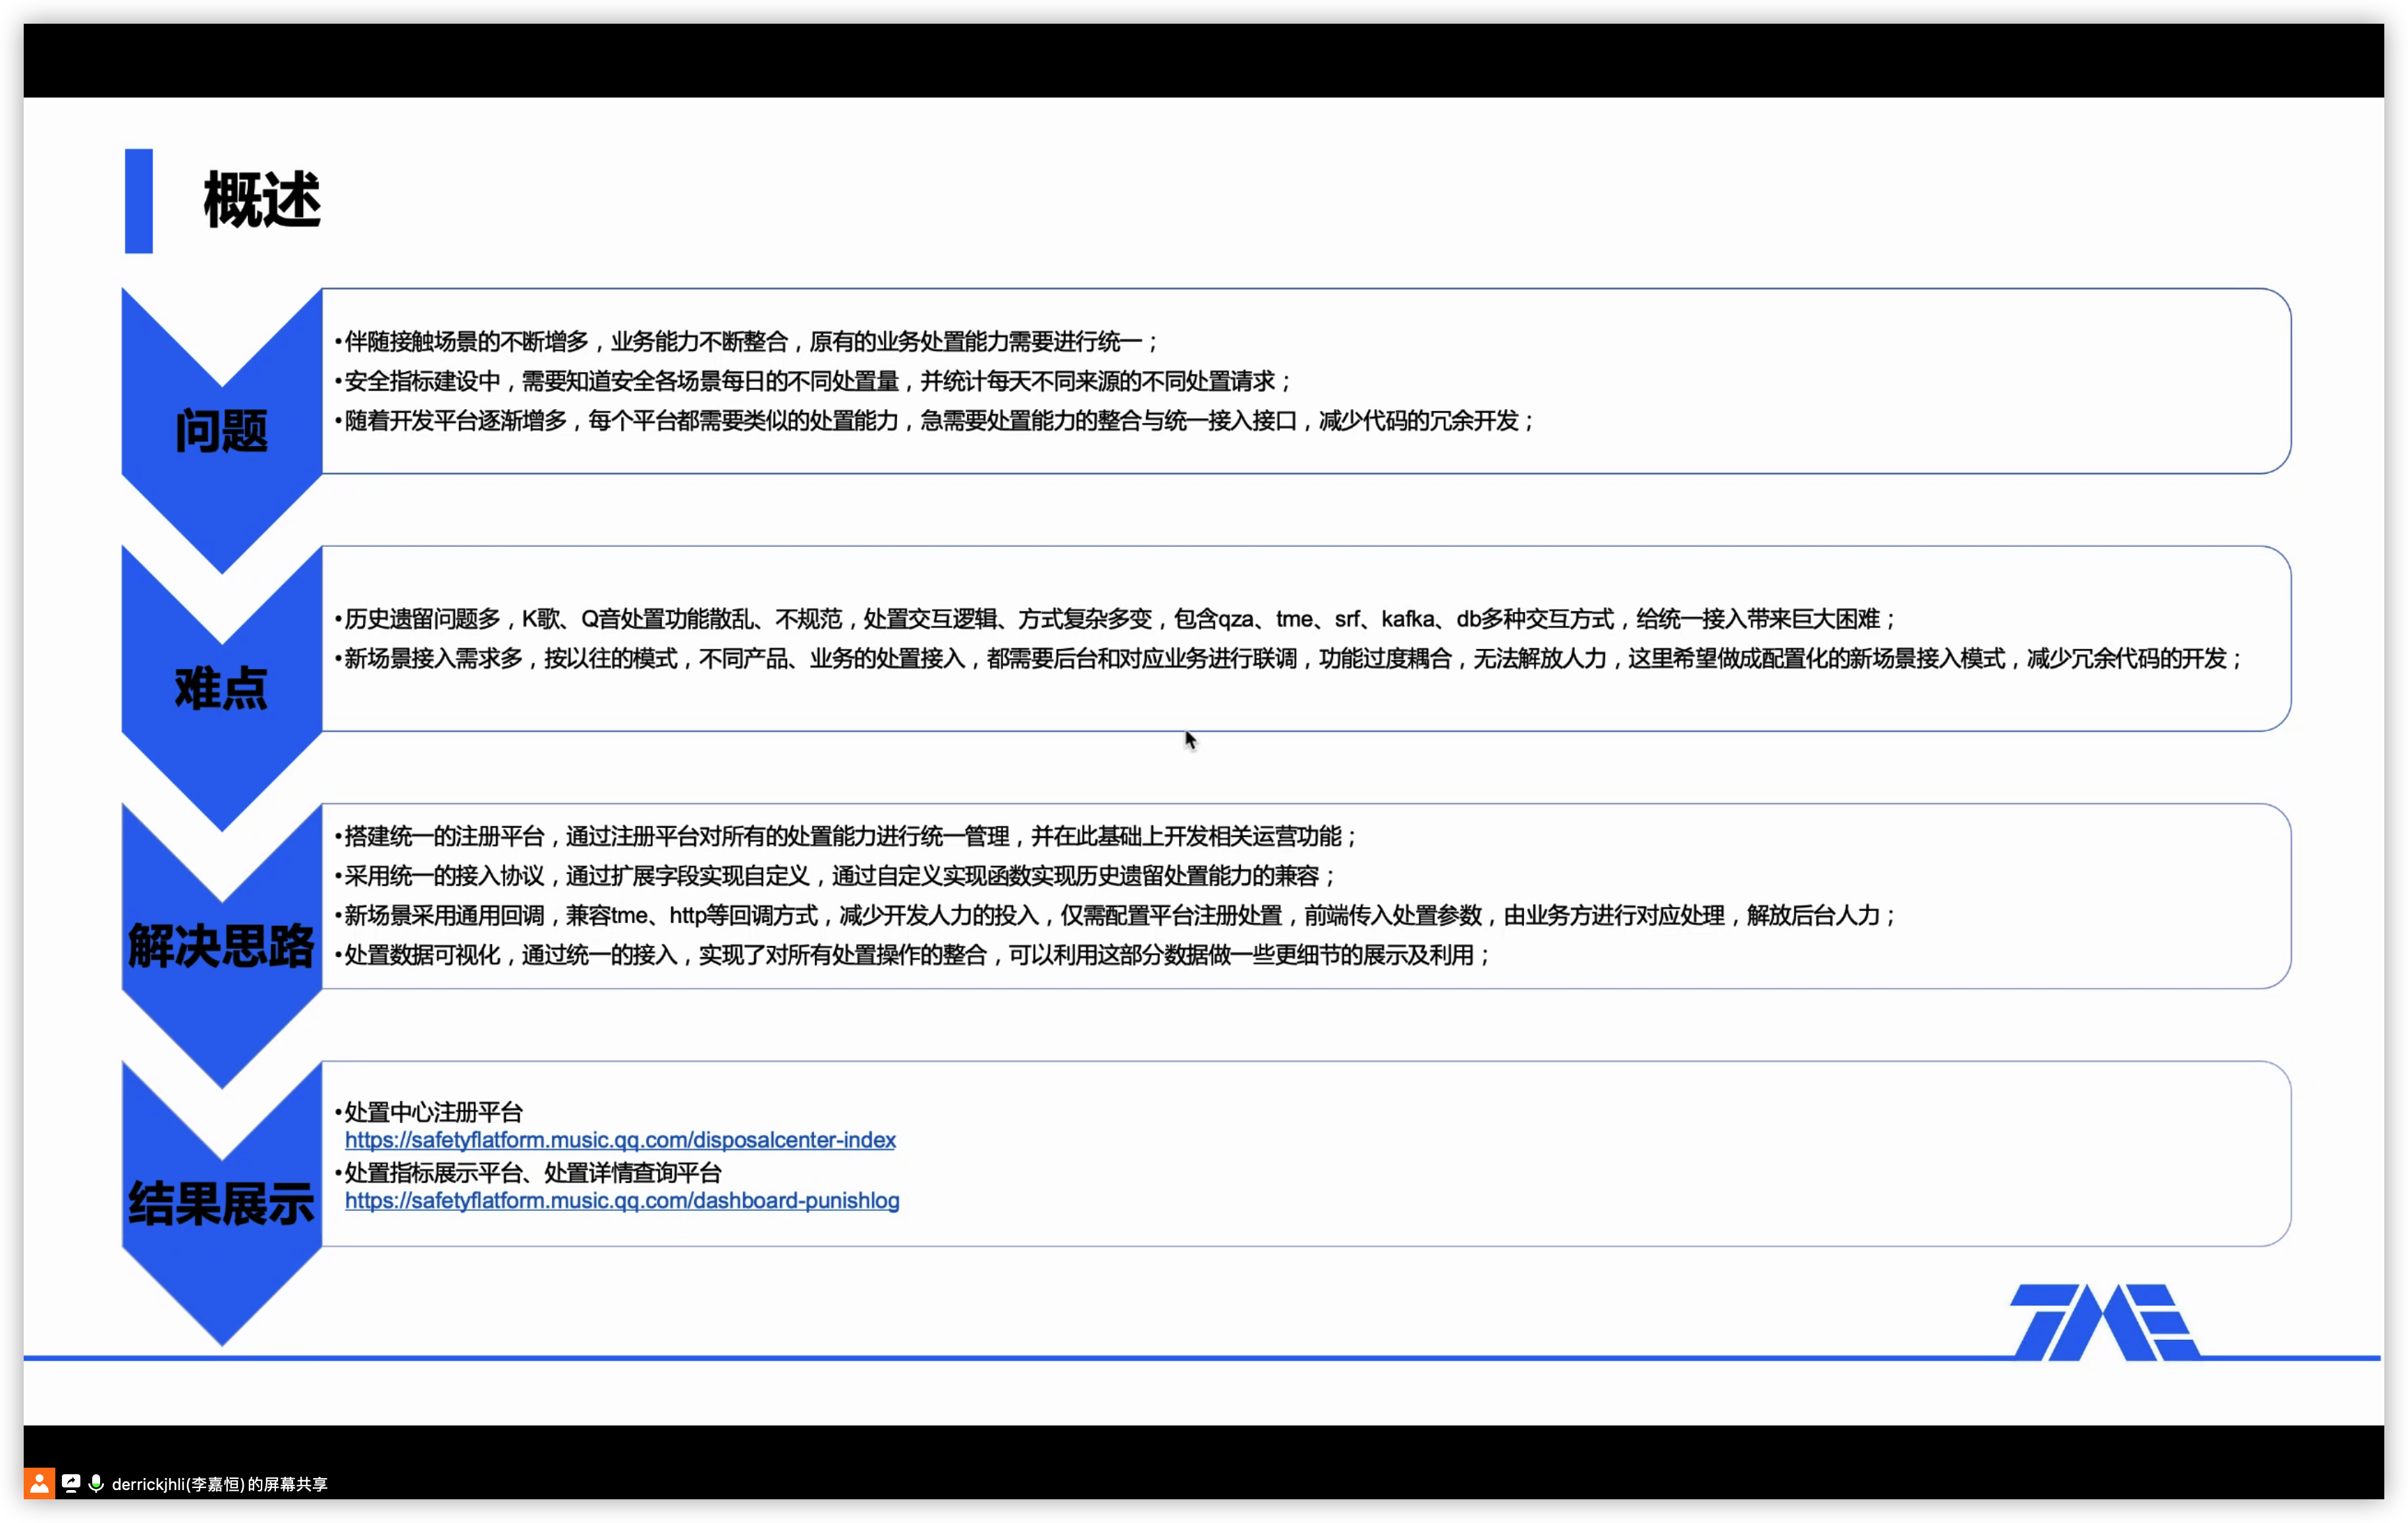 概述
问题
•伴随接触场景的不断增多，业务能力不断整合，原有的业务处置能力需要进行统一；
•安全指标建设中，需要知道安全各场景每日的不同处置量，并统计每天不同来源的不同处置请求；
•随着开发平台逐渐增多，每个平台都需要类似的处置能力，急需要处置能力的整合与统一接入接口，减少代码的冗余开发；
难点
•历史遗留问题多，K歌、Q音处置功能散乱、不规范，处置交互逻辑、方式复杂多变，包含qza、tme、srf、kafka、db多种交互方式，给统一接入带来巨大困难；
•新场景接入需求多，按以往的模式，不同产品、业务的处置接入，都需要后台和对应业务进行联调，功能过度耦合，无法解放人力，这里希望做成配置化的新场景接入模式，减少冗余代码的开发；
解决思路
•搭建统一的注册平台，通过注册平台对所有的处置能力进行统一管理，并在此基础上开发相关运营功能；
•采用统一的接入协议，通过扩展字段实现自定义，通过自定义实现函数实现历史遗留处置能力的兼容；
•新场景采用通用回调，兼容tme、http等回调方式，减少开发人力的投入，仅需配置平台注册处置，前端传入处置参数，由业务方进行对应处理，解放后台人力；
•处置数据可视化，通过统一的接入，实现了对所有处置操作的整合，可以利用这部分数据做一些更细节的展示及利用；
结果展示
•处置中心注册平台
https://safetyflatform.music.qq.com/disposalcenter-index
•处置指标展示平台、处置详情查询平台
https://safetyflatform.music.qq.com/dashboard-punishlog
TME
derrickjhli(李嘉恒)的屏幕共享